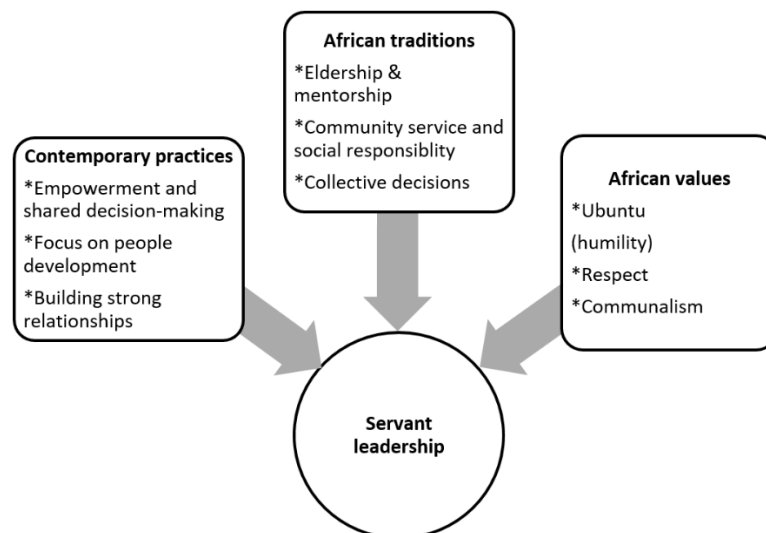 Contemporary practices
*Empowerment and
shared decision-making
*Focus on people
development
*Building strong
relationships
African traditions
*Eldership &
mentorship
*Community service and
social responsiblity
*Collective decisions
African values
*Ubuntu
(humility)
*Respect
*Communalism
Servant
leadership